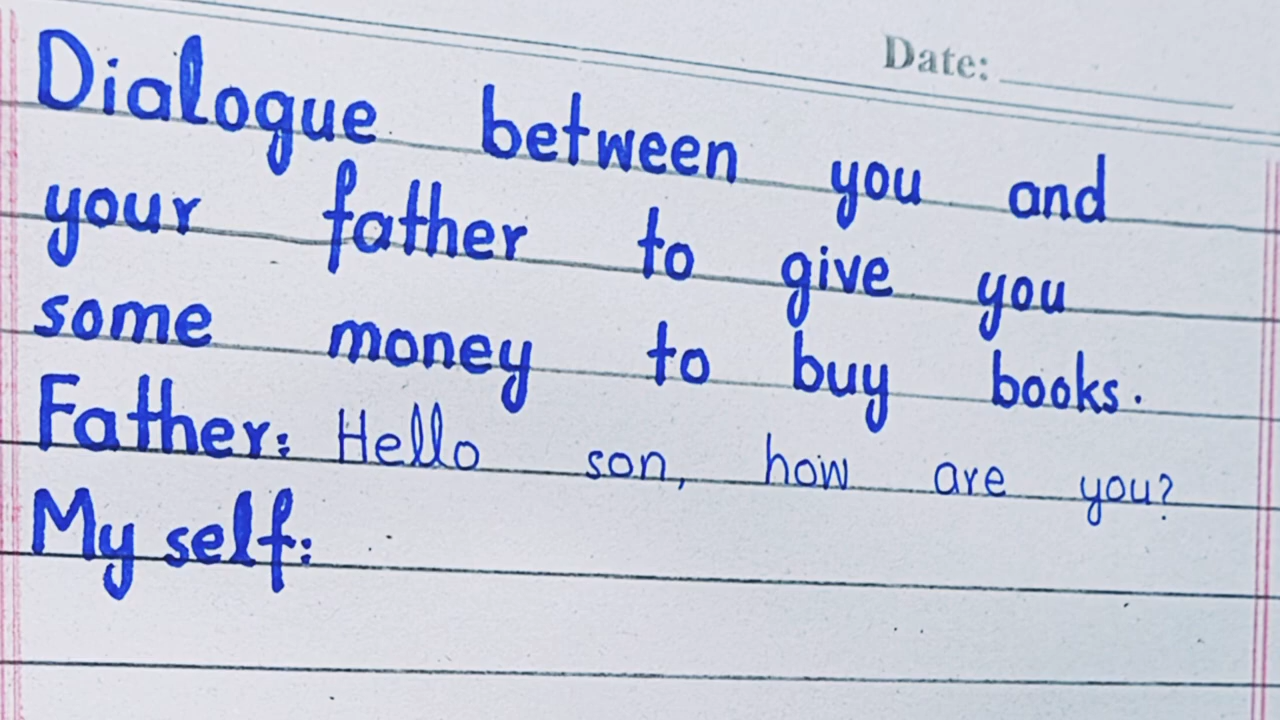 Date:
Dialogue between you and
your father to give you
some money to buy books.
Father: Hello son, how are you?
My self: